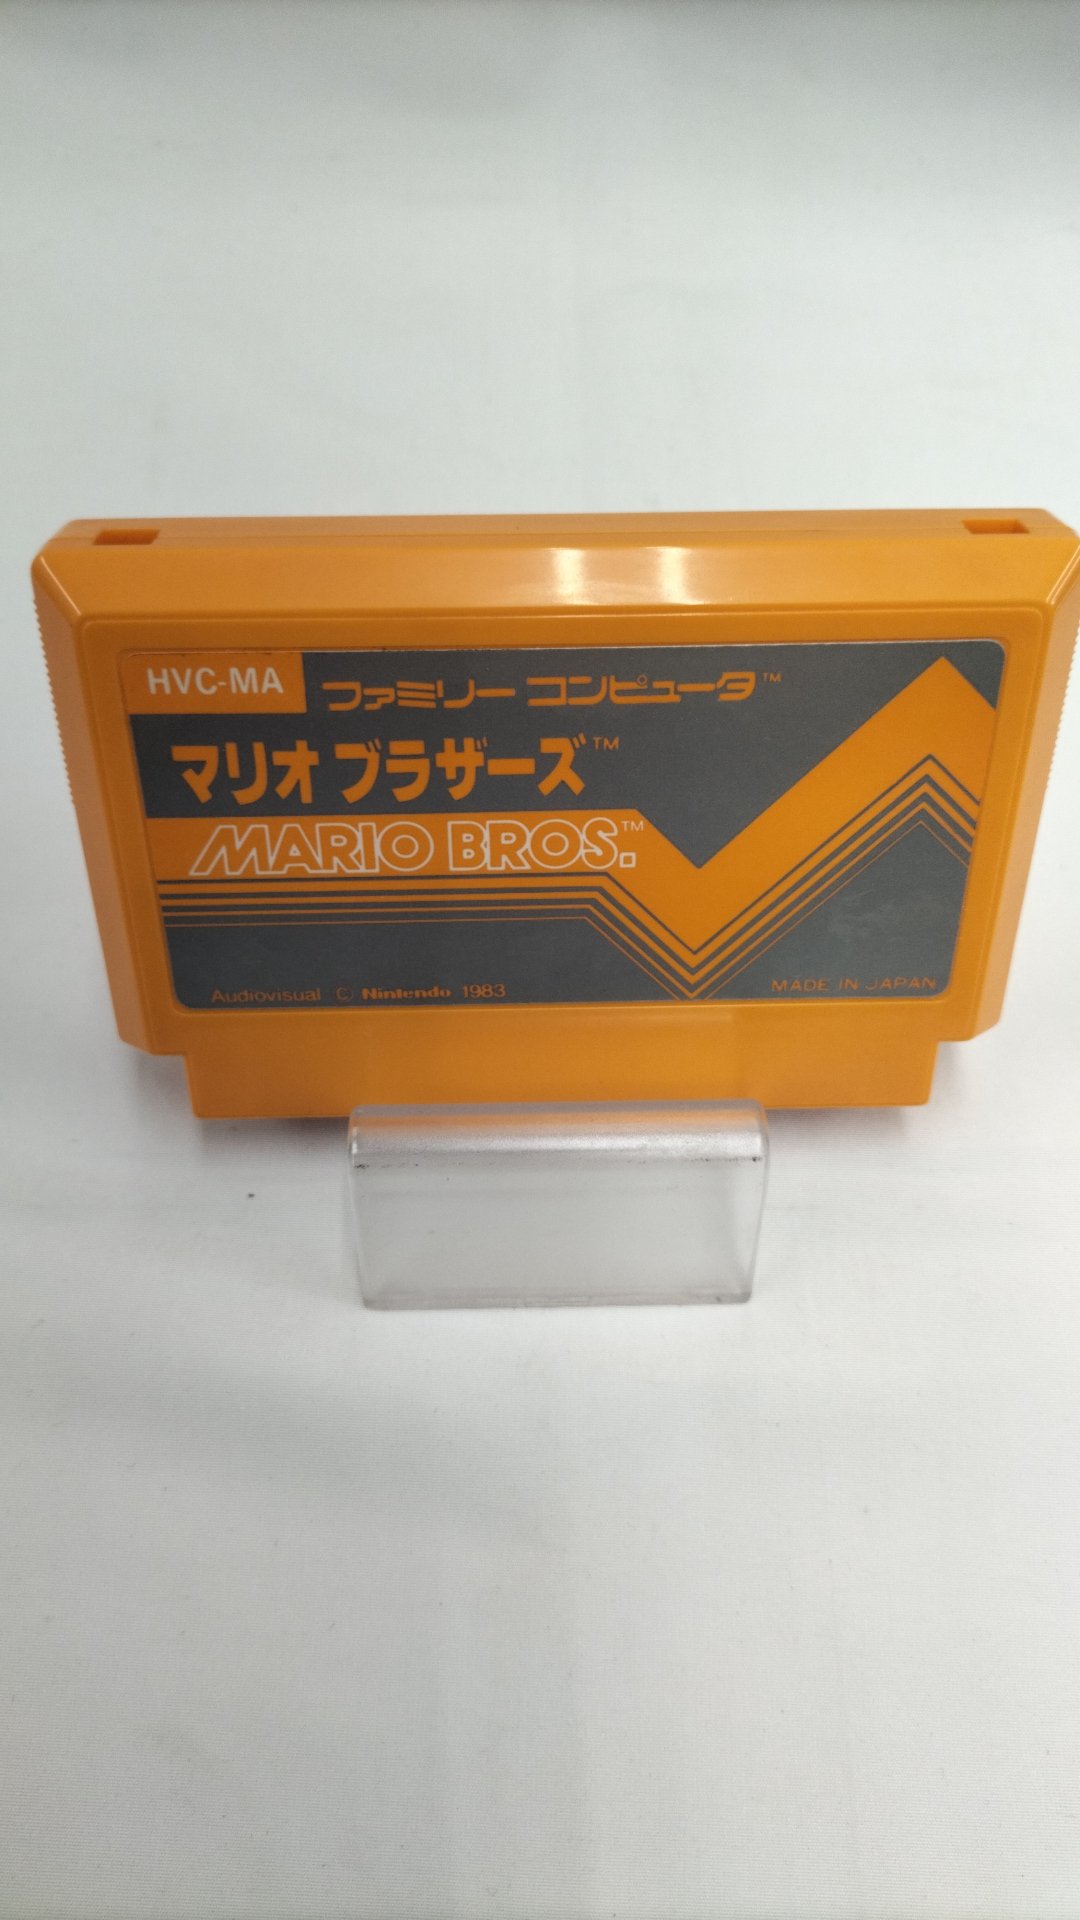 HVC-MA
ファミリー コンピュータ™
マリオ ブラザーズ™
MARIO BROS.™
Audiovisual © Nintendo 1983
MADE IN JAPAN